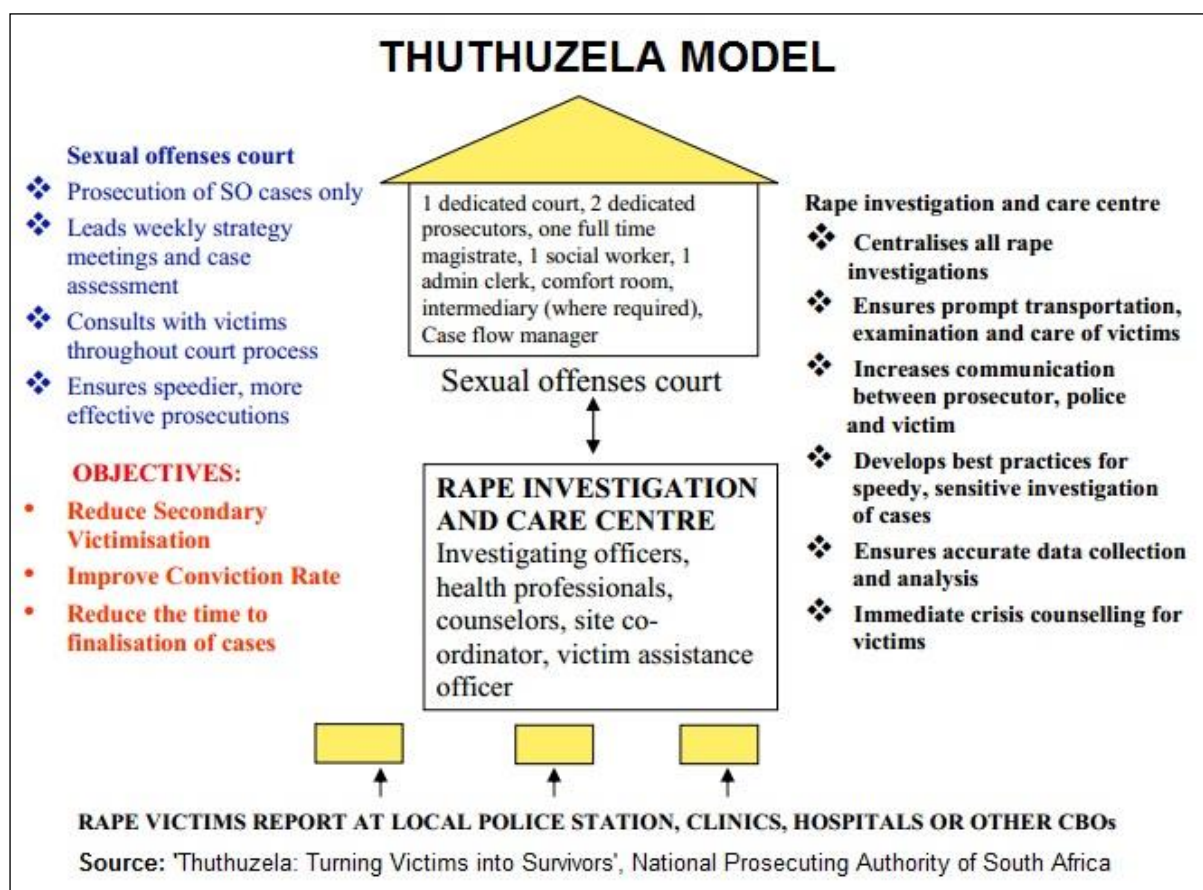 THUTHUZELA MODEL
Sexual offenses court
Prosecution of SO cases only
Leads weekly strategy
meetings and case
assessment
Consults with victims
throughout court process
Ensures speedier, more
effective prosecutions
OBJECTIVES:
Reduce Secondary
Victimisation
Improve Conviction Rate
Reduce the time to
finalisation of cases
1 dedicated court, 2 dedicated
prosecutors, one full time
magistrate, 1 social worker, 1
admin clerk, comfort room,
intermediary (where required),
Case flow manager
Sexual offenses court
RAPE INVESTIGATION
AND CARE CENTRE
Investigating officers,
health professionals,
counselors, site co-
ordinator, victim assistance
officer
Rape investigation and care centre
Centralises all rape
investigations
Ensures prompt transportation,
examination and care of victims
Increases communication
between prosecutor, police
and victim
Develops best practices for
speedy, sensitive investigation
of cases
Ensures accurate data collection
and analysis
Immediate crisis counselling for
victims
RAPE VICTIMS REPORT AT LOCAL POLICE STATION, CLINICS, HOSPITALS OR OTHER CBOs
Source: 'Thuthuzela: Turning Victims into Survivors', National Prosecuting Authority of South Africa